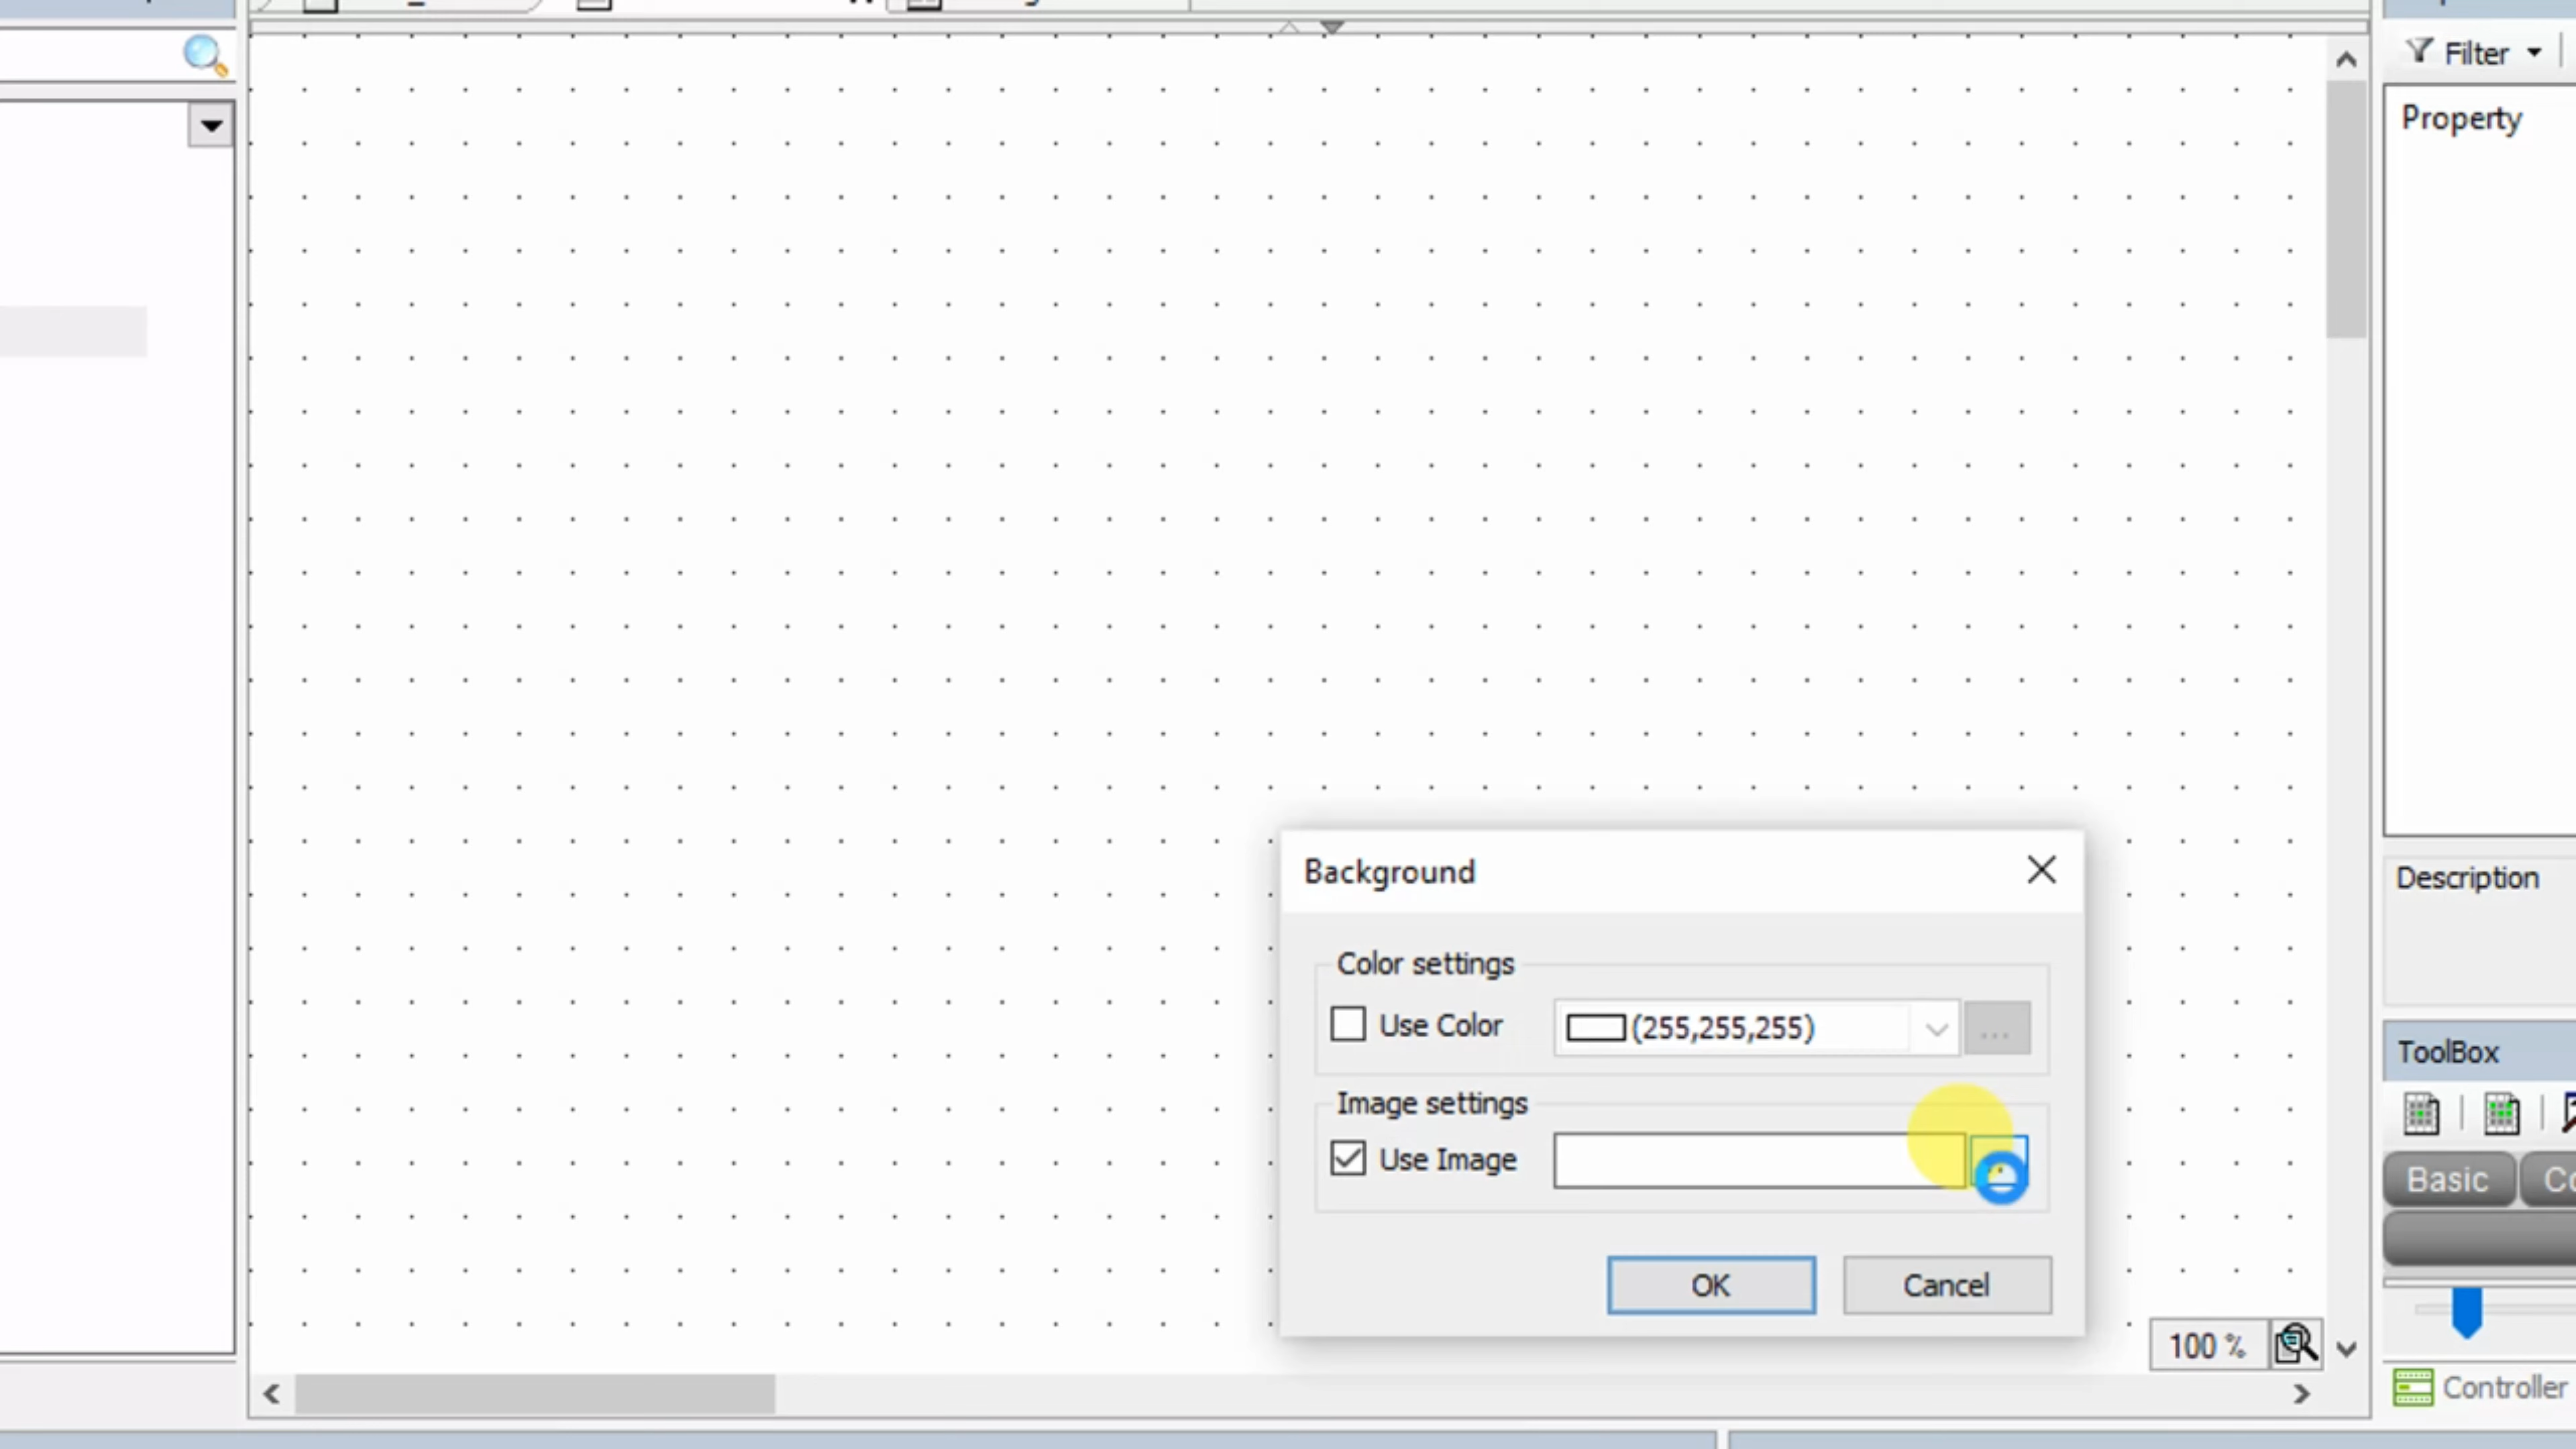 Filter
Property
Background
Color settings
Use Color
(255,255,255)
...
Image settings
Use Image
OK
Cancel
Description
ToolBox
Basic
100 %
Controller